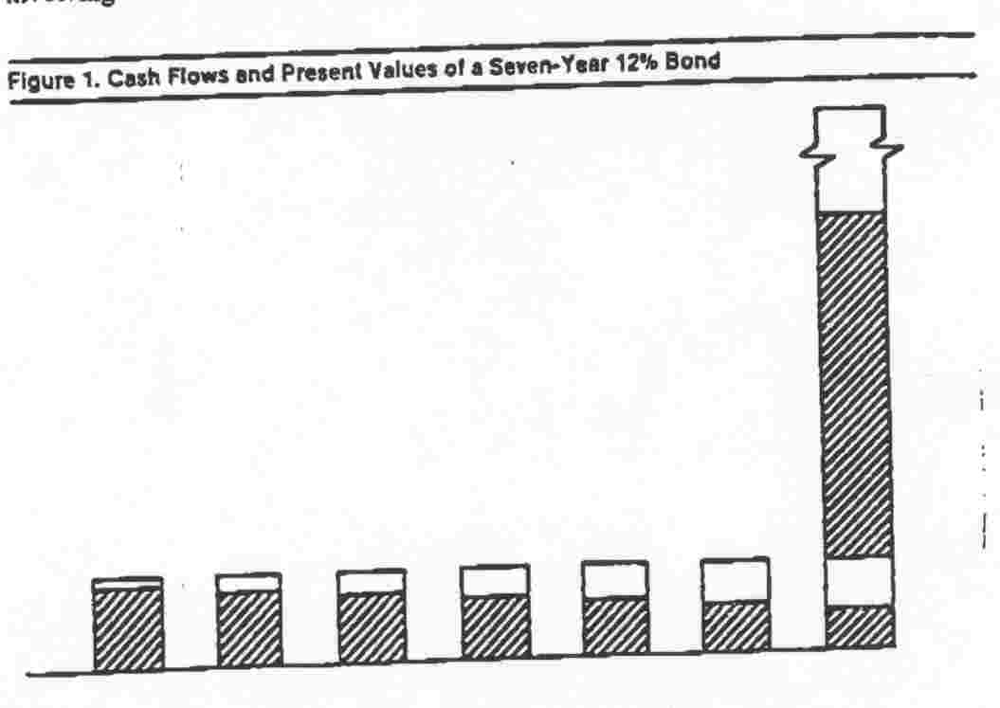 Figure 1. Cash Flows and Present Values of a Seven-Year 12% Bond